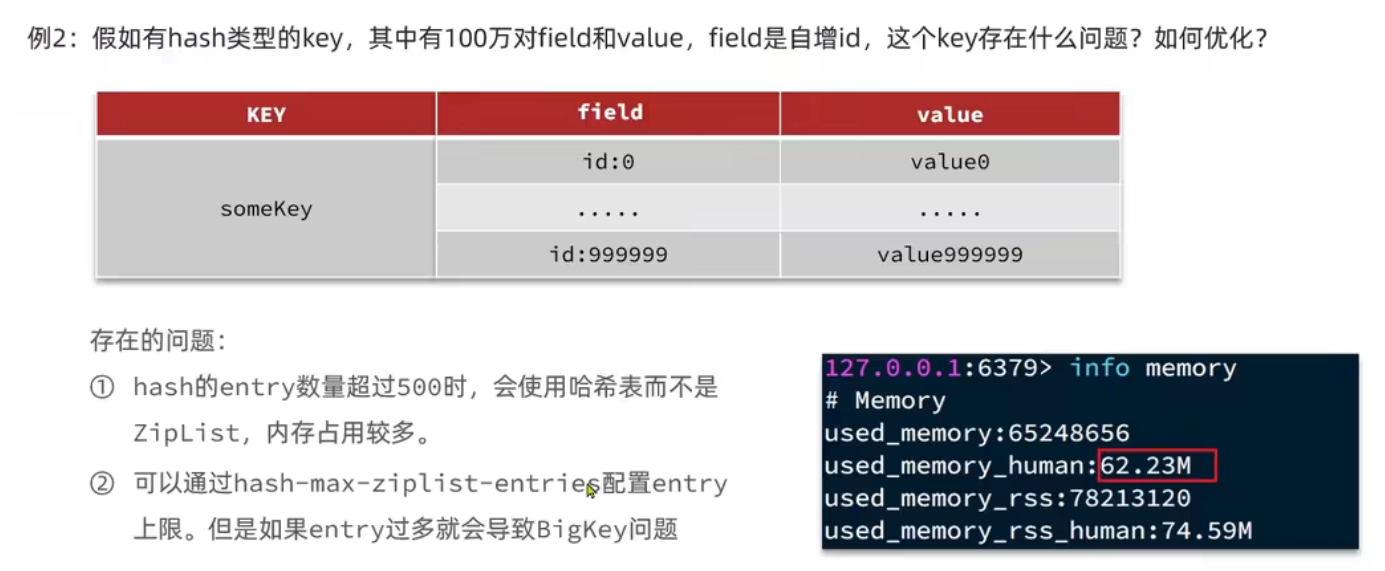 例2：假如有hash类型的key，其中有100万对field和value，field是自增id，这个key存在什么问题？如何优化？
KEY field value
someKey
id:0 value0
..... .....
id:999999 value999999
存在的问题：
① hash的entry数量超过500时，会使用哈希表而不是
ZipList，内存占用较多。
② 可以通过hash-max-ziplist-entries配置entry
上限。但是如果entry过多就会导致BigKey问题
127.0.0.1:6379> info memory
# Memory
used_memory:65248656
used_memory_human:62.23M
used_memory_rss:78213120
used_memory_rss_human:74.59M